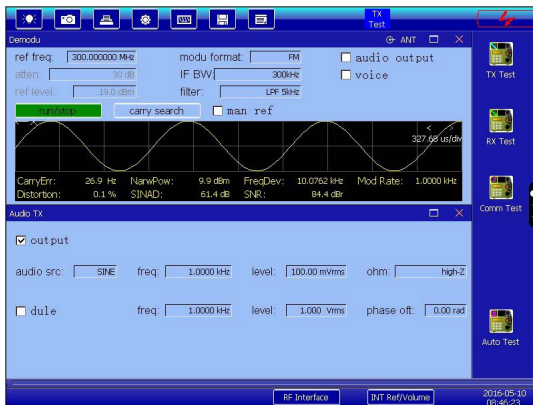 TX
Test
Demodu ANT
ref freq: 300.000000 MHz modu format: FM audio output
atten: 30 dB IF BW: 300kHz voice
ref level: 19.0 dBm filter: LPF 5kHz
run/stop carry search man ref
< >
327.68 us/div
CarryErr: 26.9 Hz NarwPow: 9.9 dBm FreqDev: 10.0762 kHz Mod Rate: 1.0000 kHz
Distortion: 0.1 % SINAD: 61.4 dB SNR: 84.4 dBr
Audio TX
output
audio src: SINE freq: 1.0000 kHz level: 100.00 mVrms ohm: high-Z
dule freq: 1.0000 kHz level: 1.000 Vrms phase oft: 0.00 rad
TX Test
RX Test
Comm Test
Auto Test
RF Interface INT Ref/Volume
2016-05-10
08:46:23